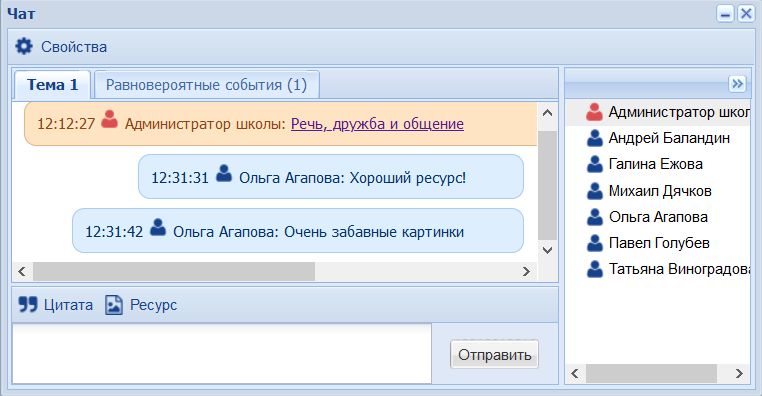 Чат
Свойства
Тема 1
Равновероятные события (1)
12:12:27 Администратор школы: Речь, дружба и общение
12:31:31 Ольга Агапова: Хороший ресурс!
12:31:42 Ольга Агапова: Очень забавные картинки
Цитата Ресурс
Отправить
Администратор школ
Андрей Баландин
Галина Ежова
Михаил Дячков
Ольга Агапова
Павел Голубев
Татьяна Виноградова